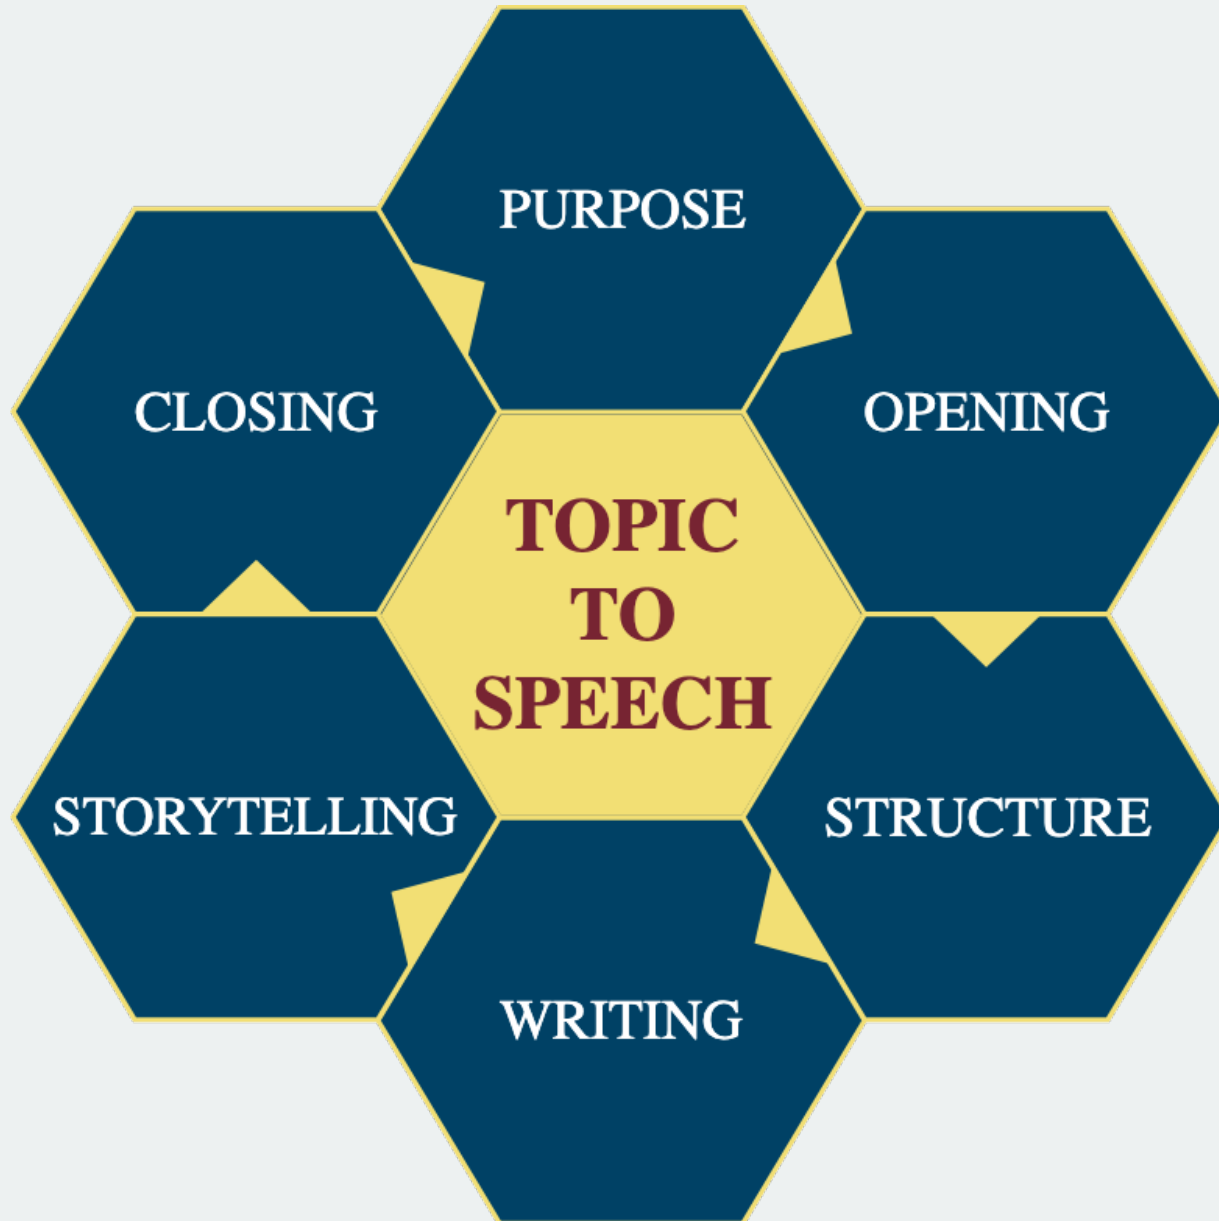 PURPOSE
OPENING
STRUCTURE
WRITING
STORYTELLING
CLOSING
TOPIC
TO
SPEECH